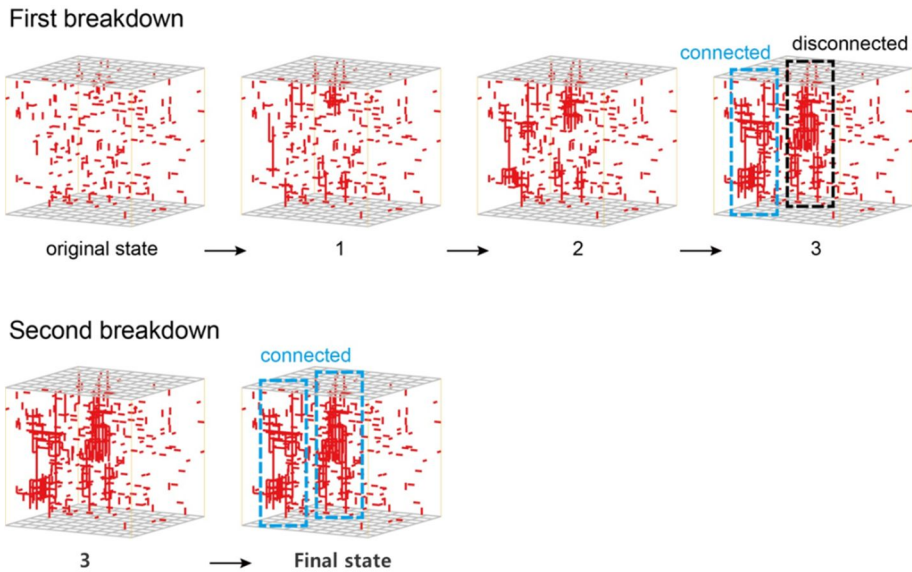 First breakdown
connected
disconnected
original state
1
2
3
Second breakdown
connected
3
Final state